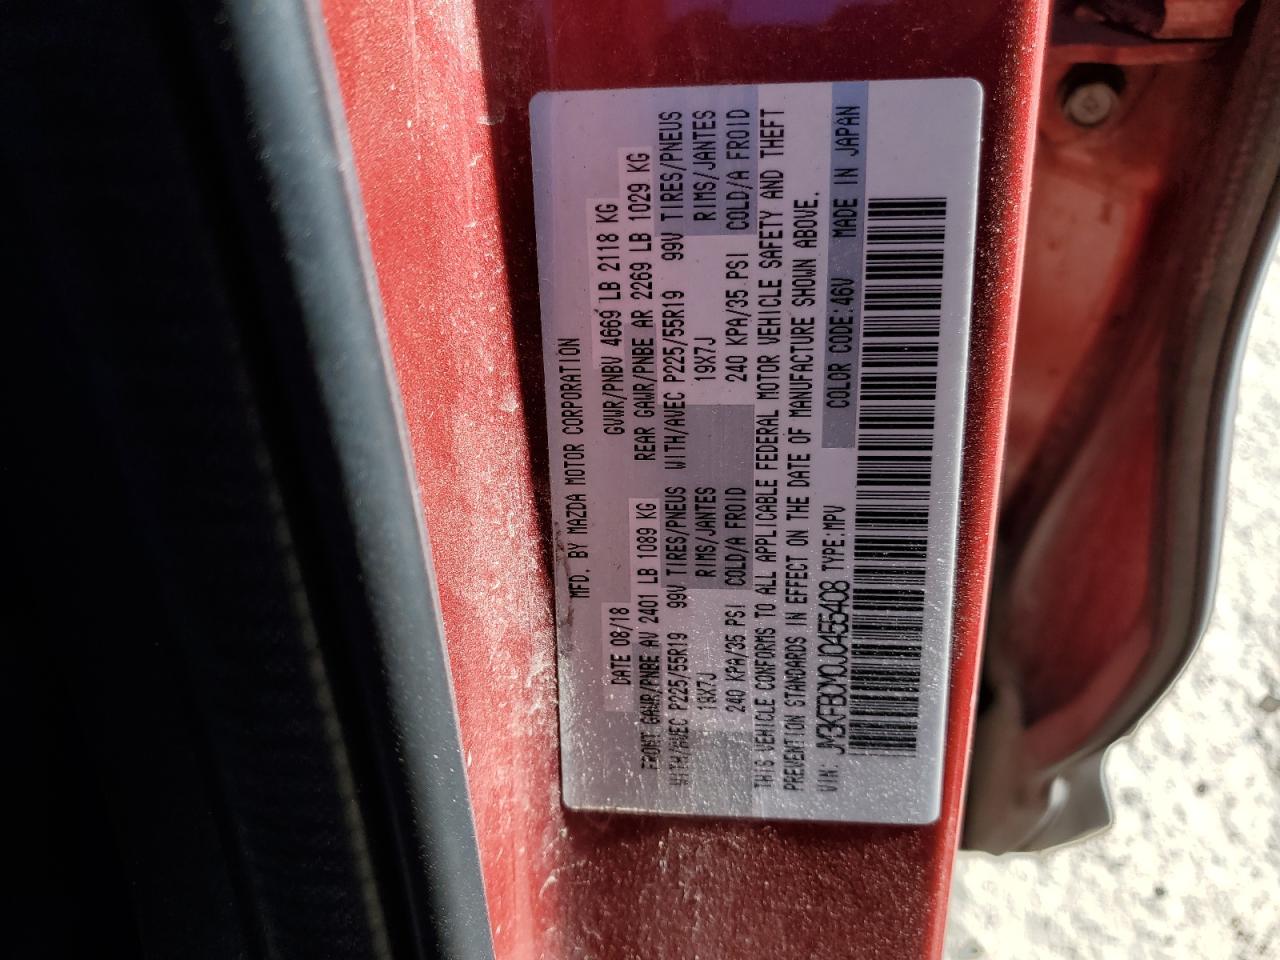 MFD. BY MAZDA MOTOR CORPORATION
DATE 08/18 GVWR/PNBV 4669 LB 2118 KG
FRONT GAWR/PNBE AV 2401 LB 1089 KG REAR GAWR/PNBE AR 2269 LB 1029 KG
WITH/AVEC P225/55R19 99V TIRES/PNEUS WITH/AVEC P225/55R19 99V TIRES/PNEUS
19X7J RIMS/JANTES 19X7J RIMS/JANTES
240 KPA/35 PSI COLD/A FROID 240 KPA/35 PSI COLD/A FROID
THIS VEHICLE CONFORMS TO ALL APPLICABLE FEDERAL MOTOR VEHICLE SAFETY AND THEFT
PREVENTION STANDARDS IN EFFECT ON THE DATE OF MANUFACTURE SHOWN ABOVE.
VIN: JM3KFBCM0J0455408 TYPE:MPV COLOR CODE:46V MADE IN JAPAN